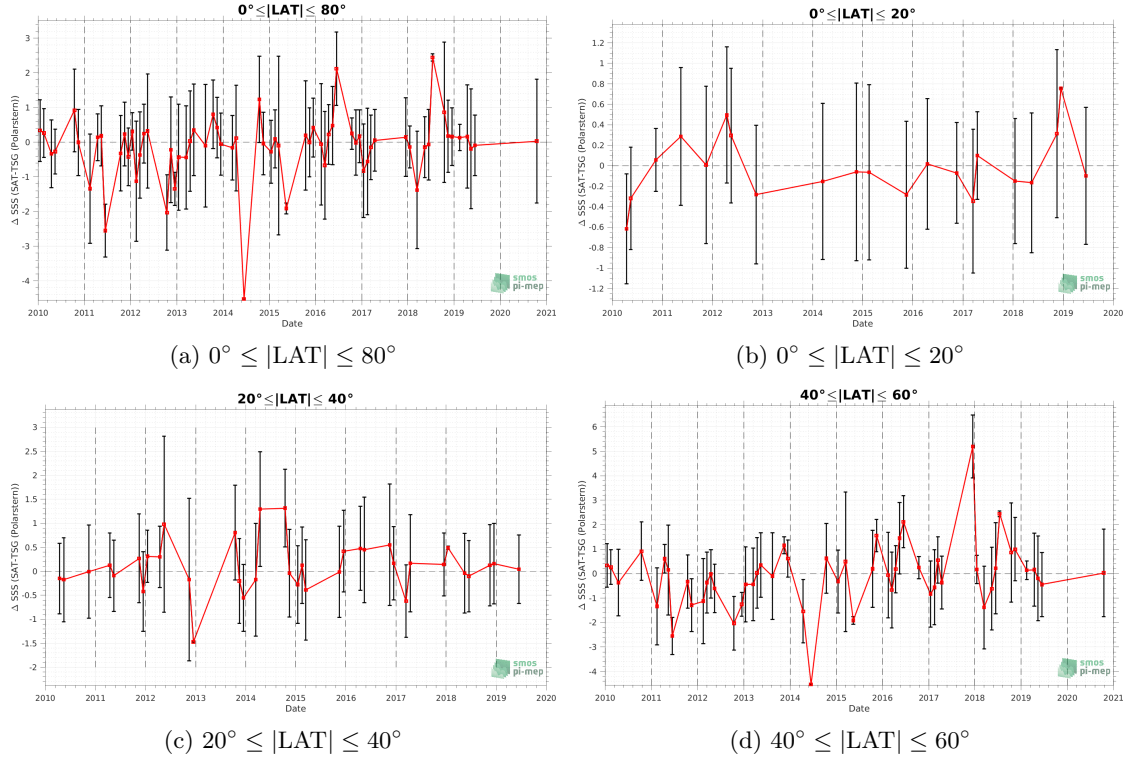 0°≤|LAT|≤ 80°
Δ SSS (SAT-TSG (Polarstern))
3
2
1
0
-1
-2
-3
-4
2010 2011 2012 2013 2014 2015 2016 2017 2018 2019 2020 2021
Date
smos
pi-mep
(a) 0° ≤ |LAT| ≤ 80°
0°≤|LAT|≤ 20°
Δ SSS (SAT-TSG (Polarstern))
1.2
1
0.8
0.6
0.4
0.2
0
-0.2
-0.4
-0.6
-0.8
-1
-1.2
2010 2011 2012 2013 2014 2015 2016 2017 2018 2019 2020
Date
smos
pi-mep
(b) 0° ≤ |LAT| ≤ 20°
20°≤|LAT|≤ 40°
Δ SSS (SAT-TSG (Polarstern))
3
2.5
2
1.5
1
0.5
0
-0.5
-1
-1.5
-2
2010 2011 2012 2013 2014 2015 2016 2017 2018 2019 2020
Date
smos
pi-mep
(c) 20° ≤ |LAT| ≤ 40°
40°≤|LAT|≤ 60°
Δ SSS (SAT-TSG (Polarstern))
6
5
4
3
2
1
0
-1
-2
-3
-4
2010 2011 2012 2013 2014 2015 2016 2017 2018 2019 2020 2021
Date
smos
pi-mep
(d) 40° ≤ |LAT| ≤ 60°